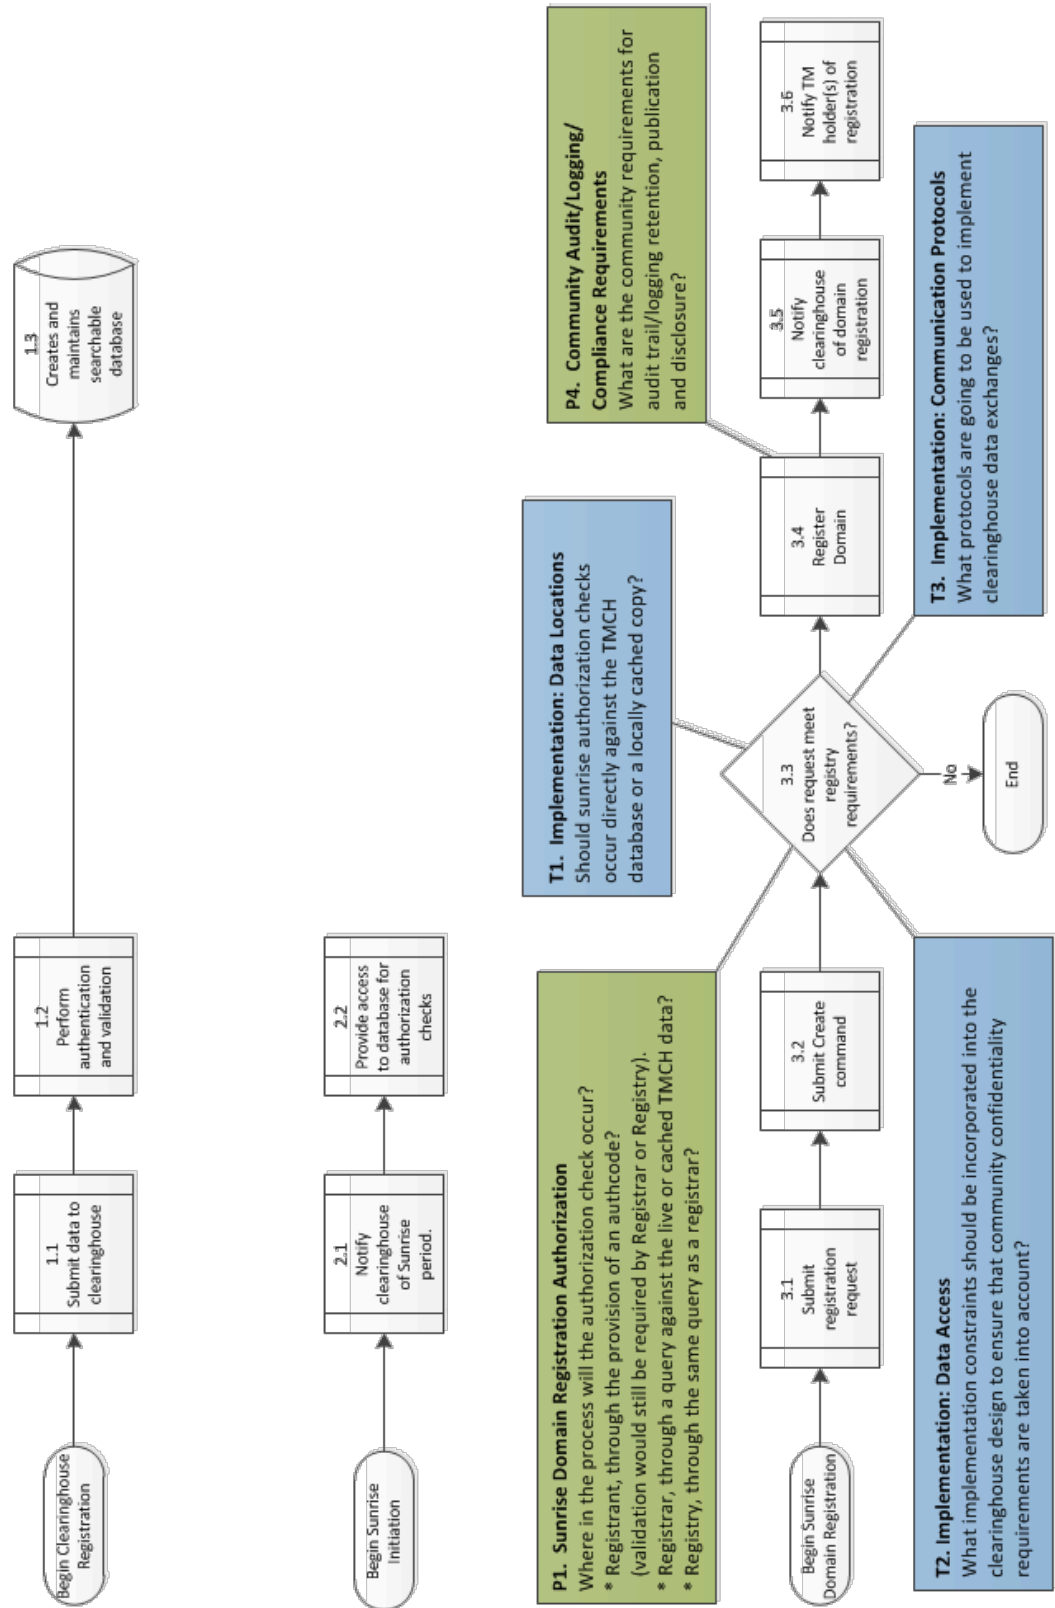 Begin Clearinghouse
Registration
1.1
Submit data to
clearinghouse
1.2
Perform
authentication
and validation
1.3
Creates and
maintains
searchable
database
Begin Sunrise
Initiation
2.1
Notify
clearinghouse
of Sunrise
period.
2.2
Provide access
to database for
authorization
checks
P1. Sunrise Domain Registration Authorization
Where in the process will the authorization check occur?
* Registrant, through the provision of an authcode?
(validation would still be required by Registrar or Registry).
* Registrar, through a query against the live or cached TMCH data?
* Registry, through the same query as a registrar?
T1. Implementation: Data Locations
Should sunrise authorization checks
occur directly against the TMCH
database or a locally cached copy?
P4. Community Audit/Logging/
Compliance Requirements
What are the community requirements for
audit trail/logging retention, publication
and disclosure?
Begin Sunrise
Domain Registration
3.1
Submit
registration
request
3.2
Submit Create
command
3.3
Does request meet
registry
requirements?
No
End
3.4
Register
Domain
3.5
Notify
clearinghouse
of domain
registration
3.6
Notify TM
holder(s) of
registration
T2. Implementation: Data Access
What implementation constraints should be incorporated into the
clearinghouse design to ensure that community confidentiality
requirements are taken into account?
T3. Implementation: Communication Protocols
What protocols are going to be used to implement
clearinghouse data exchanges?